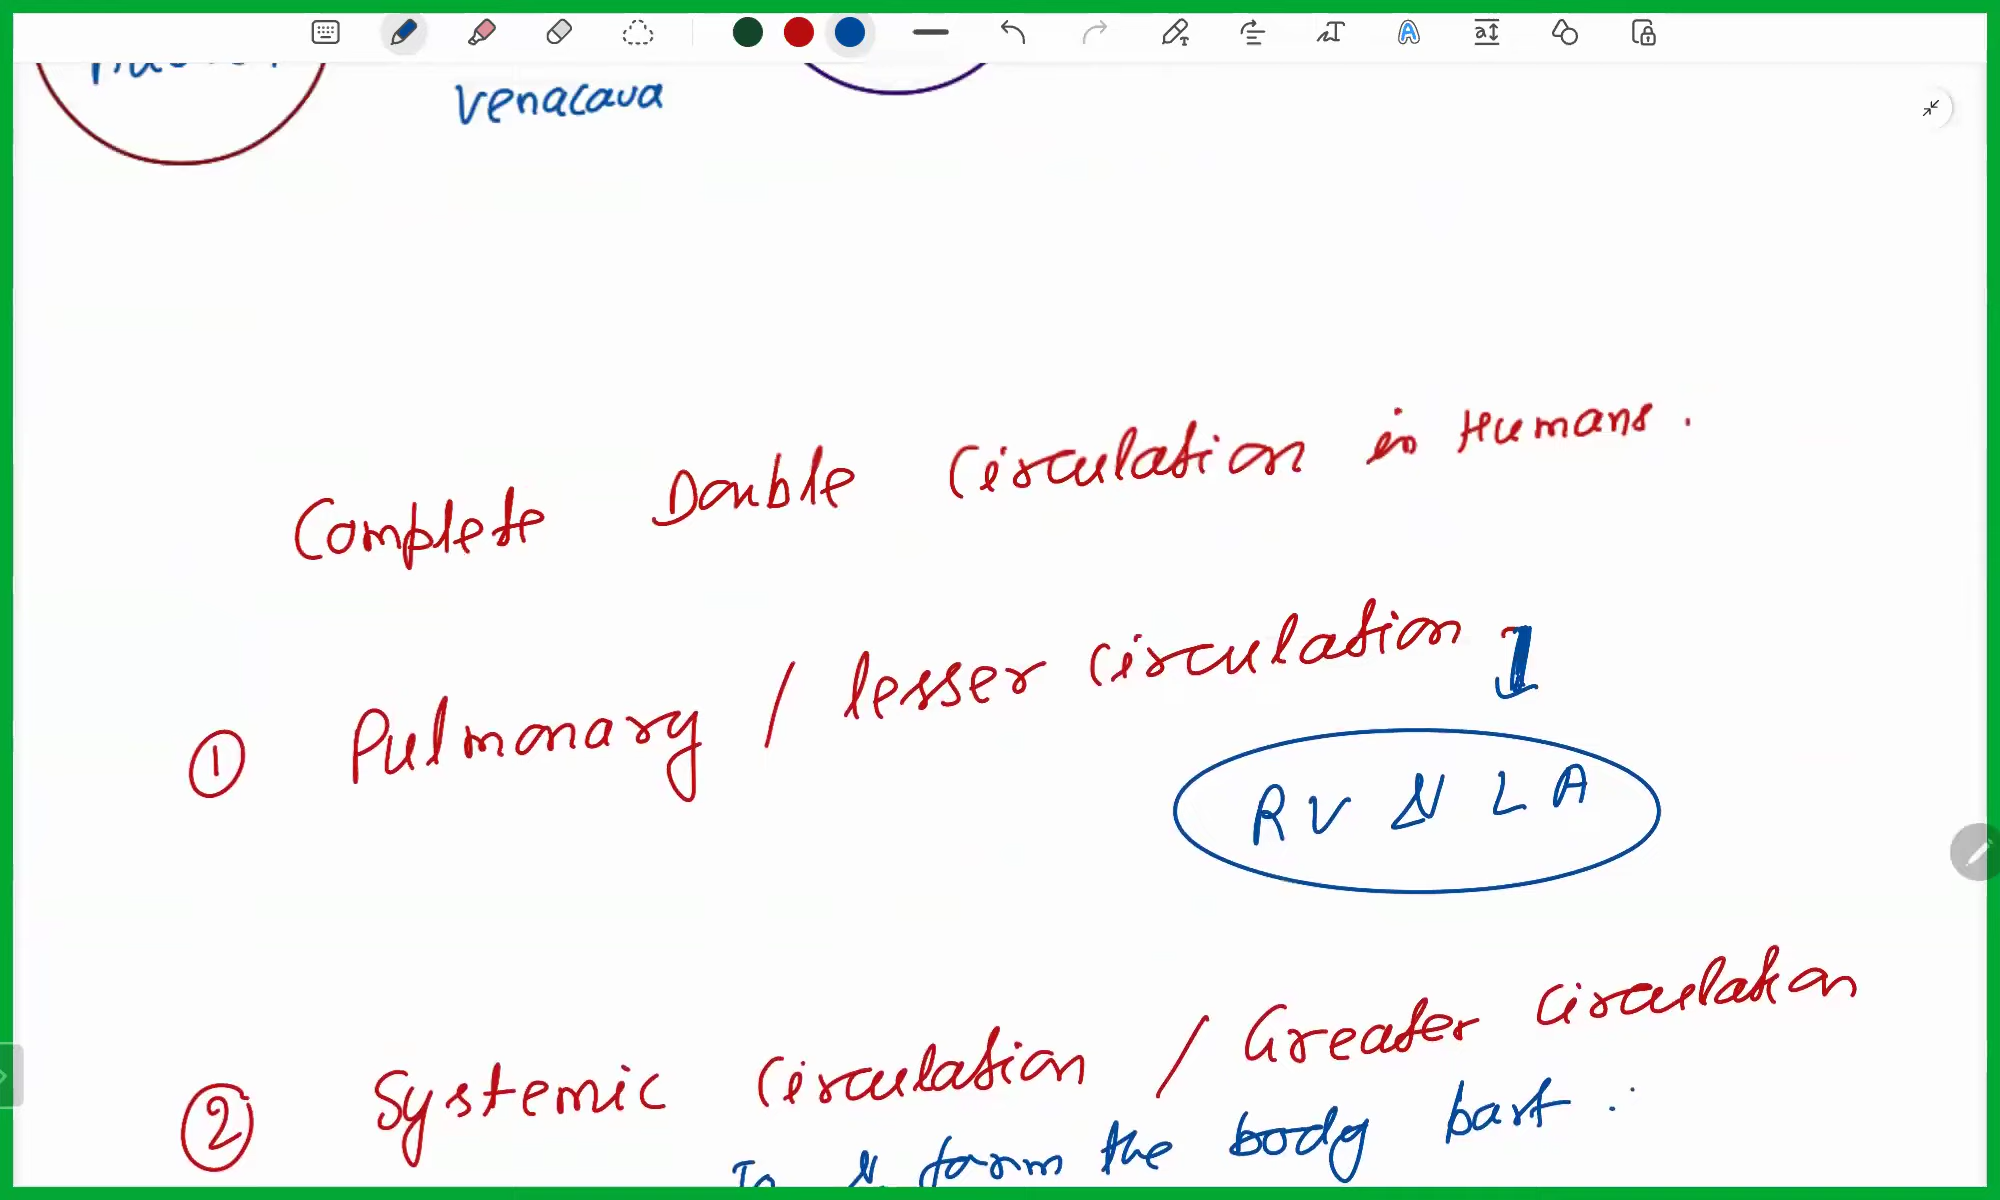 venacava
Complete Double Circulation in Humans.
① Pulmonary / lesser circulation
RV & LA
② Systemic Circulation / Greater circulation
To & form the body part .